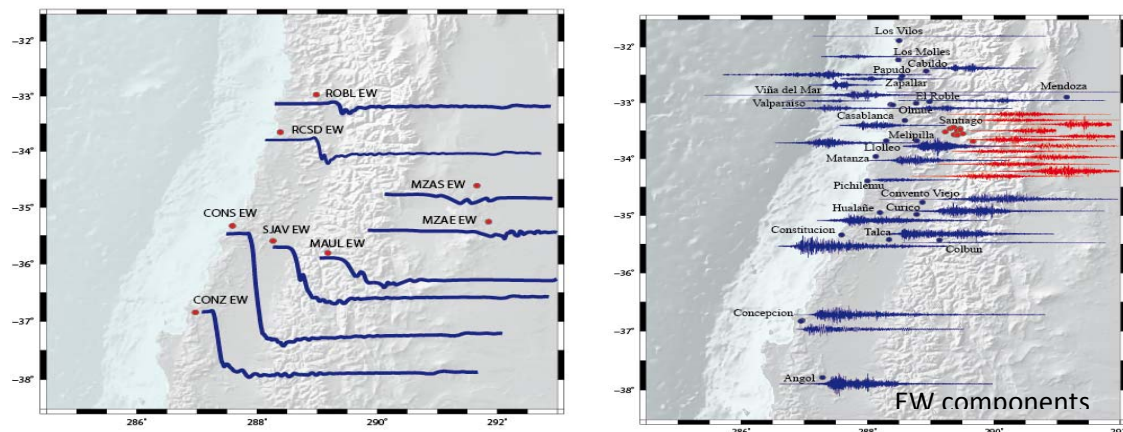 −32°
−33°
−34°
−35°
−36°
−37°
−38°
ROBL EW
RCSD EW
MZAS EW
CONS EW
SJAV EW
MZAE EW
MAUL EW
CONZ EW
286°
288°
290°
292°
−32°
−33°
−34°
−35°
−36°
−37°
−38°
Los Vilos
Los Molles
Cabildo
Papudo
Zapallar
Mendoza
Viña del Mar
El Roble
Valparaiso
Olmue
Casablanca
Santiago
Melipilla
Llolleo
Matanza
Pichilemu
Convento Viejo
Hualañe
Curico
Constitucion
Talca
Colbun
Concepcion
Angol
EW components
286°
288°
290°